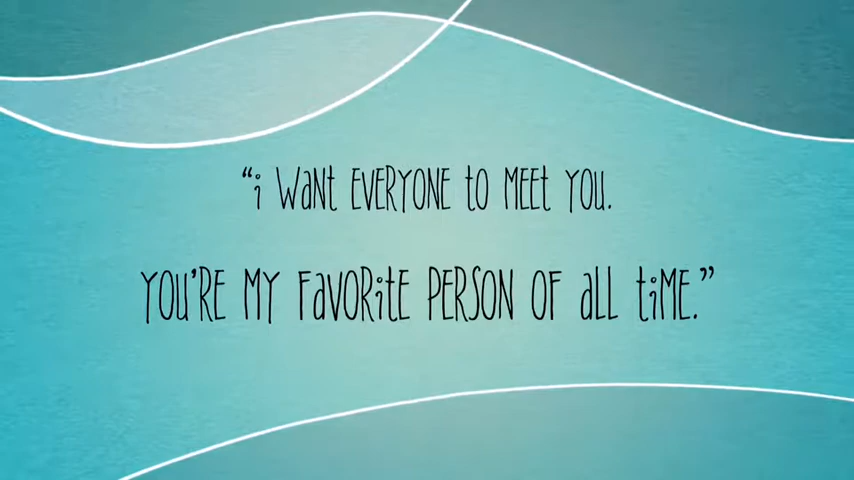 “i WaNt EVERYONE tO MEEt YOU.
YOU’RE MY FaVORitE PERSON OF all tiME.”